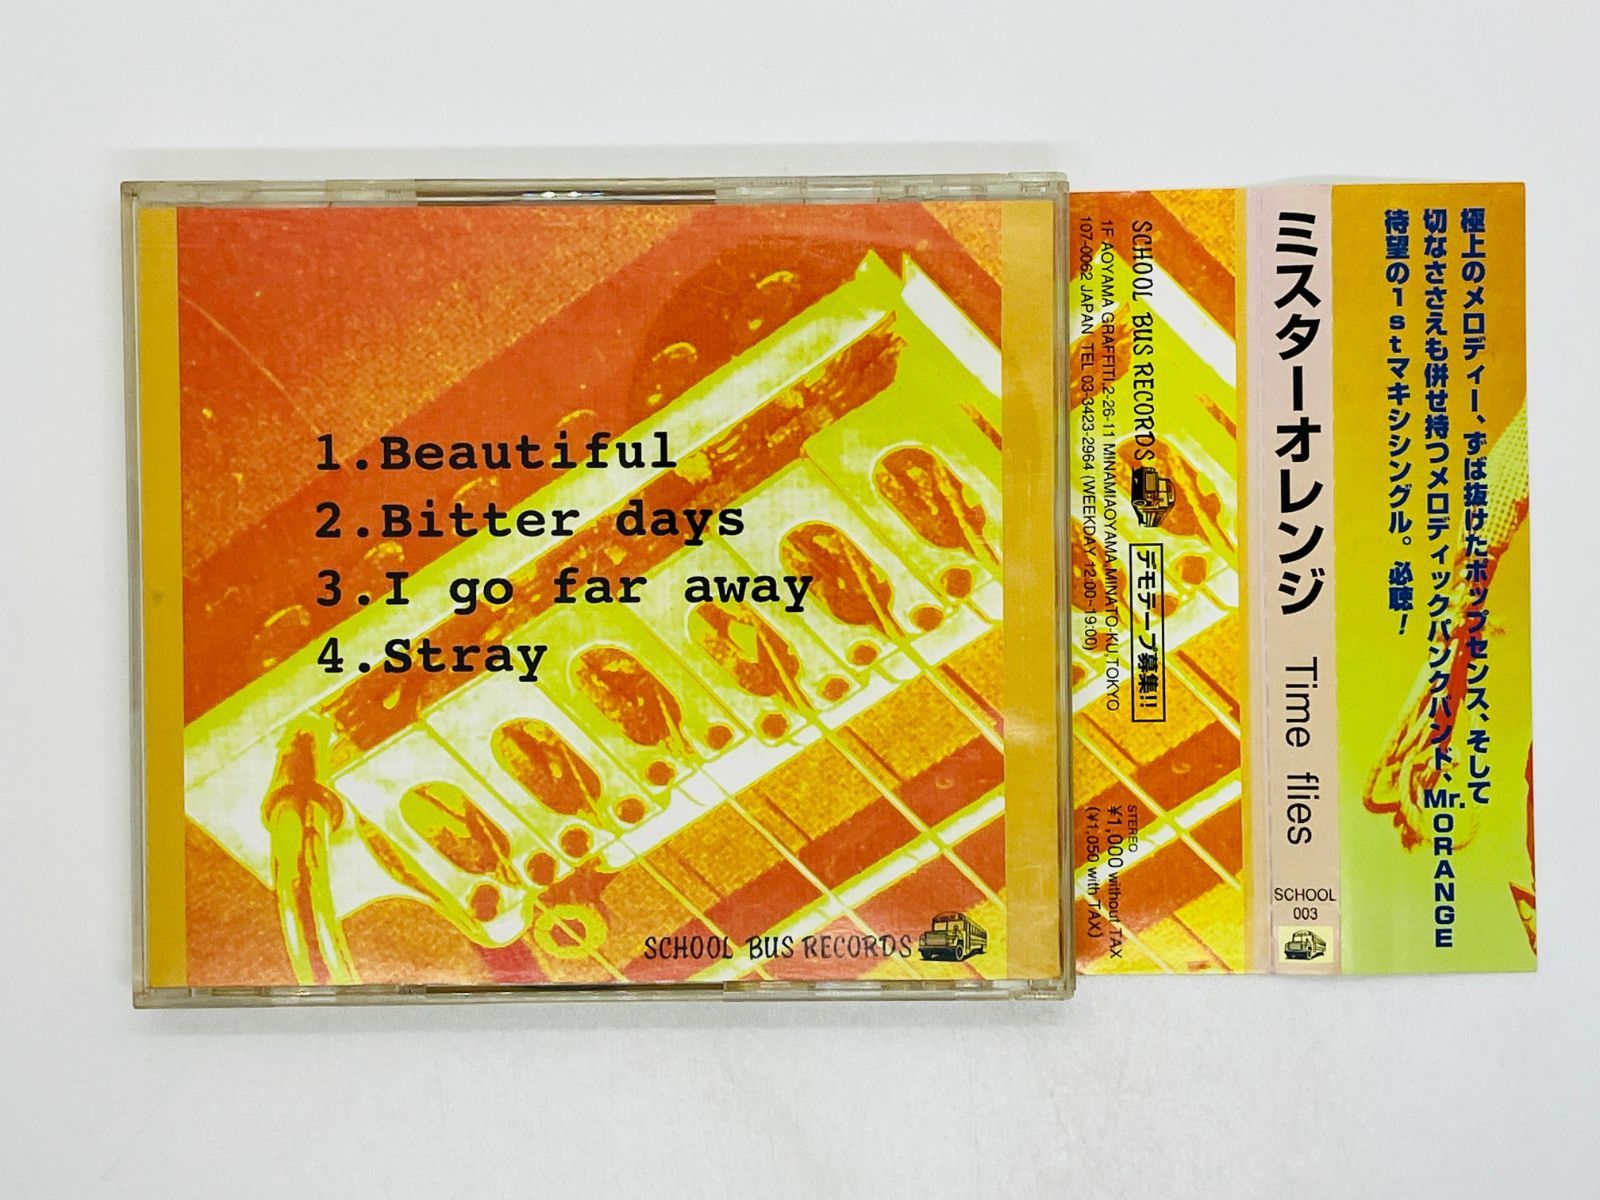 1.Beautiful
2.Bitter days
3.I go far away
4.Stray
SCHOOL BUS RECORDS
SCHOOL BUS RECORDS
デモテープ募集!!
1F AOYAMA GRAFFITI,2-26-11 MINAMIAOYAMA,MINATO-KU,TOKYO
107-0062 JAPAN TEL 03-3423-2964 (WEEKDAY 12:00~19:00)
STEREO
¥1,000 without TAX
(¥1,050 with TAX)
ミスターオレンジ Time flies
SCHOOL
003
極上のメロディー、ずば抜けたポップセンス、そして
切なささえも併せ持つメロディックパンクバンド、Mr.ORANGE
待望の1stマキシシングル。必聴!